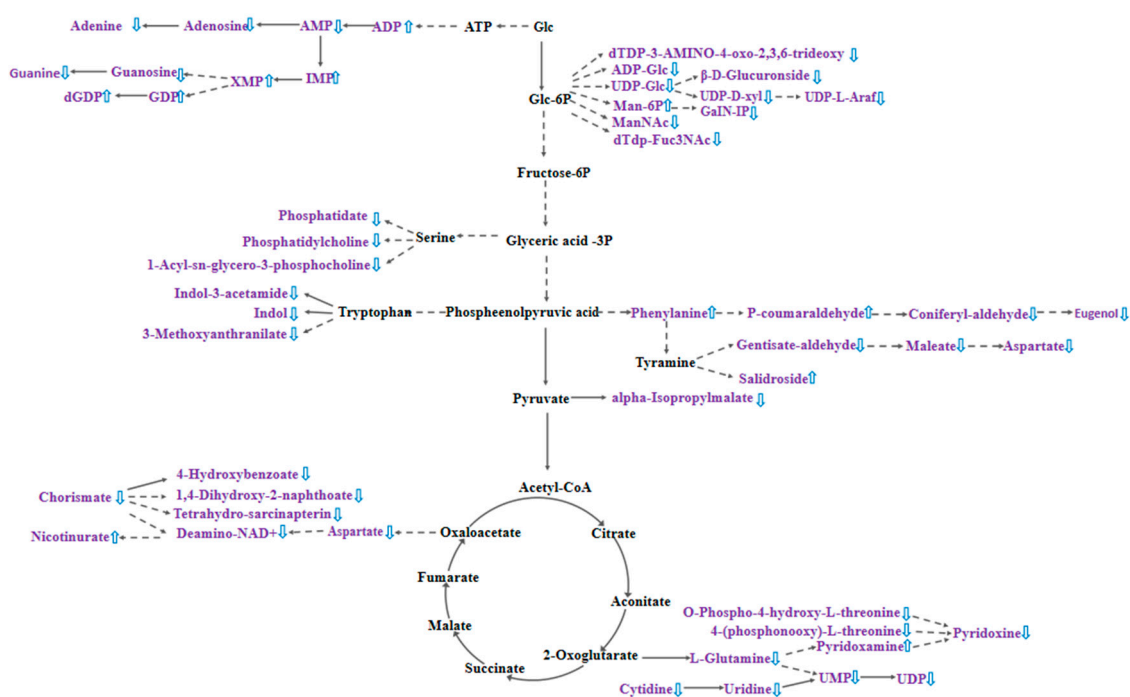 Adenine ⇩ Adenosine ⇩ AMP ⇩ ADP ⇧ ATP Glc
dTDP-3-AMINO-4-oxo-2,3,6-trideoxy ⇩
Guanine ⇩ Guanosine ⇩ XMP ⇧ IMP ⇧
ADP-Glc ⇩
UDP-Glc ⇩ β-D-Glucuronside ⇩
dGDP ⇧ GDP ⇧
Glc-6P
UDP-D-xyl ⇩ UDP-L-Araf ⇩
Man-6P ⇧ GaIN-IP ⇩
ManNAc ⇩
dTdp-Fuc3NAc ⇩
Fructose-6P
Phosphatidate ⇩
Phosphatidylcholine ⇩ Serine Glyceric acid -3P
1-Acyl-sn-glycero-3-phosphocholine ⇩
Indol-3-acetamide ⇩
Indol ⇩ Tryptophan Phospheenolpyruvic acid Phenylanine ⇧ P-coumaraldehyde ⇧ Coniferyl-aldehyde ⇩ Eugenol ⇩
3-Methoxyanthranilate ⇩
Gentisate-aldehyde ⇩ Maleate ⇩ Aspartate ⇩
Tyramine
Salidroside ⇧
Pyruvate alpha-Isopropylmalate ⇩
4-Hydroxybenzoate ⇩
Acetyl-CoA
Chorismate ⇩ 1,4-Dihydroxy-2-naphthoate ⇩
Tetrahydro-sarcinapterin ⇩
Nicotinurate ⇧ Deamino-NAD+ ⇩ Aspartate ⇩ Oxaloacetate Citrate
Fumarate
Aconitate
O-Phospho-4-hydroxy-L-threonine ⇩
Malate
4-(phosphonooxy)-L-threonine ⇩ Pyridoxine ⇩
Pyridoxamine ⇧
2-Oxoglutarate L-Glutamine ⇩
Succinate
UMP ⇩ UDP ⇩
Cytidine ⇩ Uridine ⇩